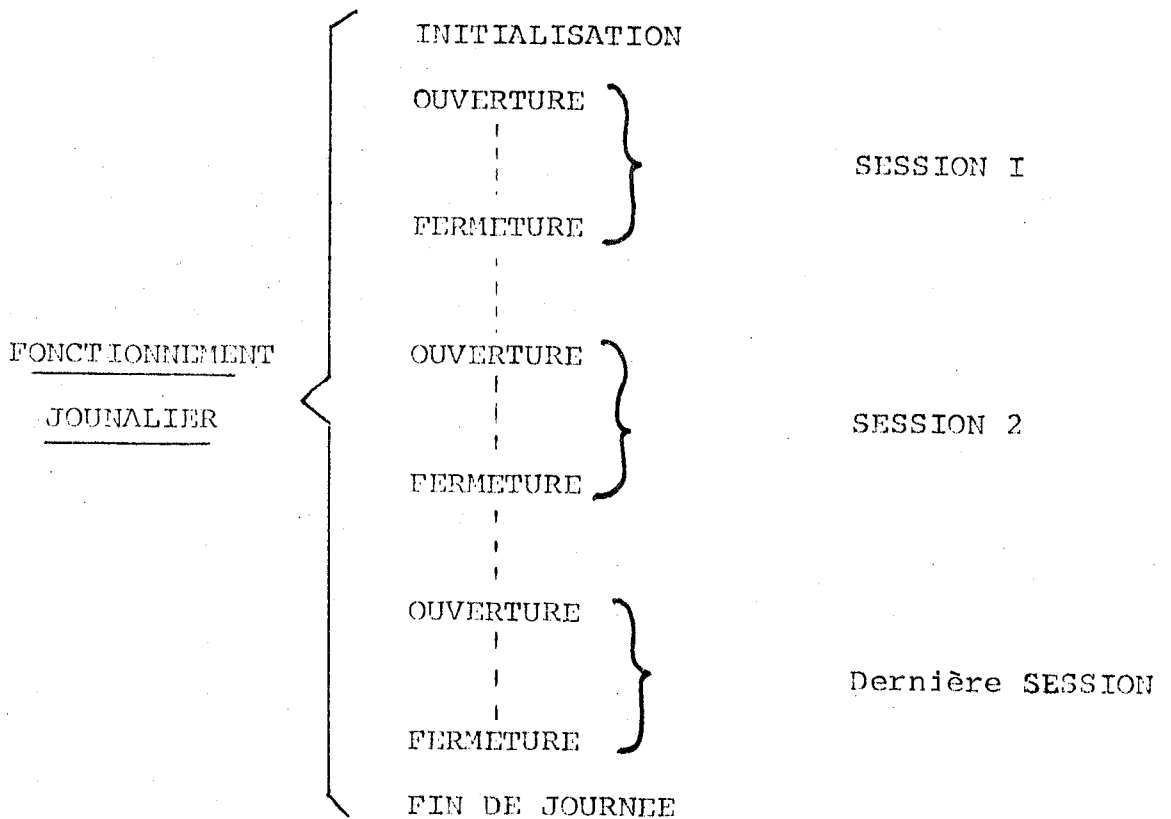 INITIALISATION
OUVERTURE
SESSION I
FERMETURE
FONCTIONNEMENT
JOUNALIER
OUVERTURE
SESSION 2
FERMETURE
OUVERTURE
Dernière SESSION
FERMETURE
FIN DE JOURNEE